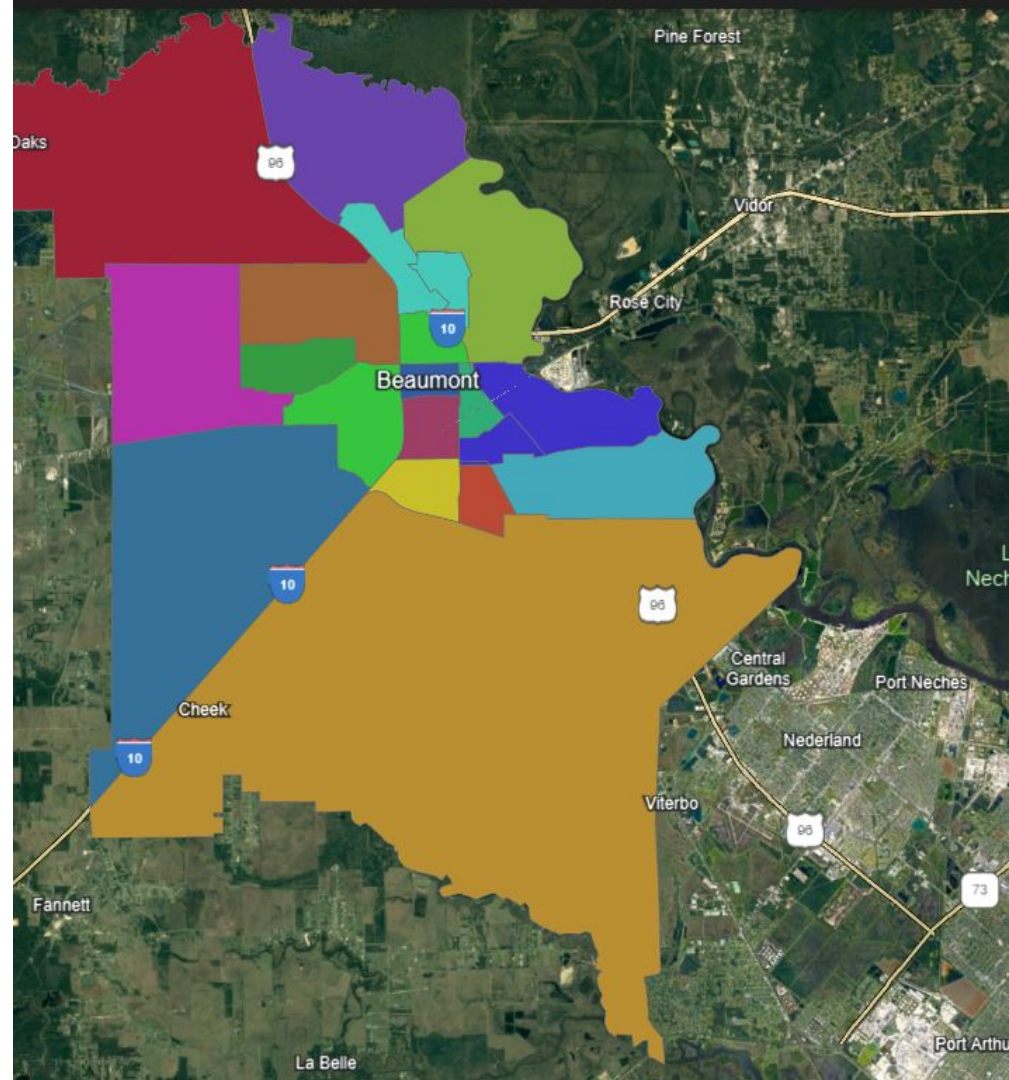 Pine Forest
Oaks
96
Vidor
Rose City
10
Beaumont
10
96
Central
Gardens
Port Neches
Cheek
Nederland
10
Viterbo
96
73
Fannett
La Belle
Port Arthu
L
Nech